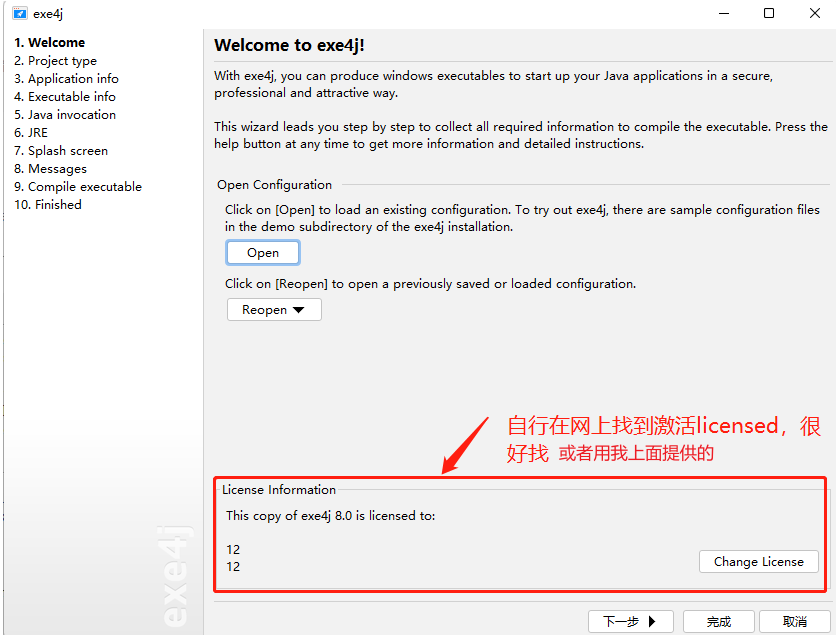 exe4j
1. Welcome
2. Project type
3. Application info
4. Executable info
5. Java invocation
6. JRE
7. Splash screen
8. Messages
9. Compile executable
10. Finished
exe4j
Welcome to exe4j!
With exe4j, you can produce windows executables to start up your Java applications in a secure,
professional and attractive way.
This wizard leads you step by step to collect all required information to compile the executable. Press the
help button at any time to get more information and detailed instructions.
Open Configuration
Click on [Open] to load an existing configuration. To try out exe4j, there are sample configuration files
in the demo subdirectory of the exe4j installation.
Open
Click on [Reopen] to open a previously saved or loaded configuration.
Reopen
自行在网上找到激活licensed，很
好找 或者用我上面提供的
License Information
This copy of exe4j 8.0 is licensed to:
12
12
Change License
下一步
完成
取消